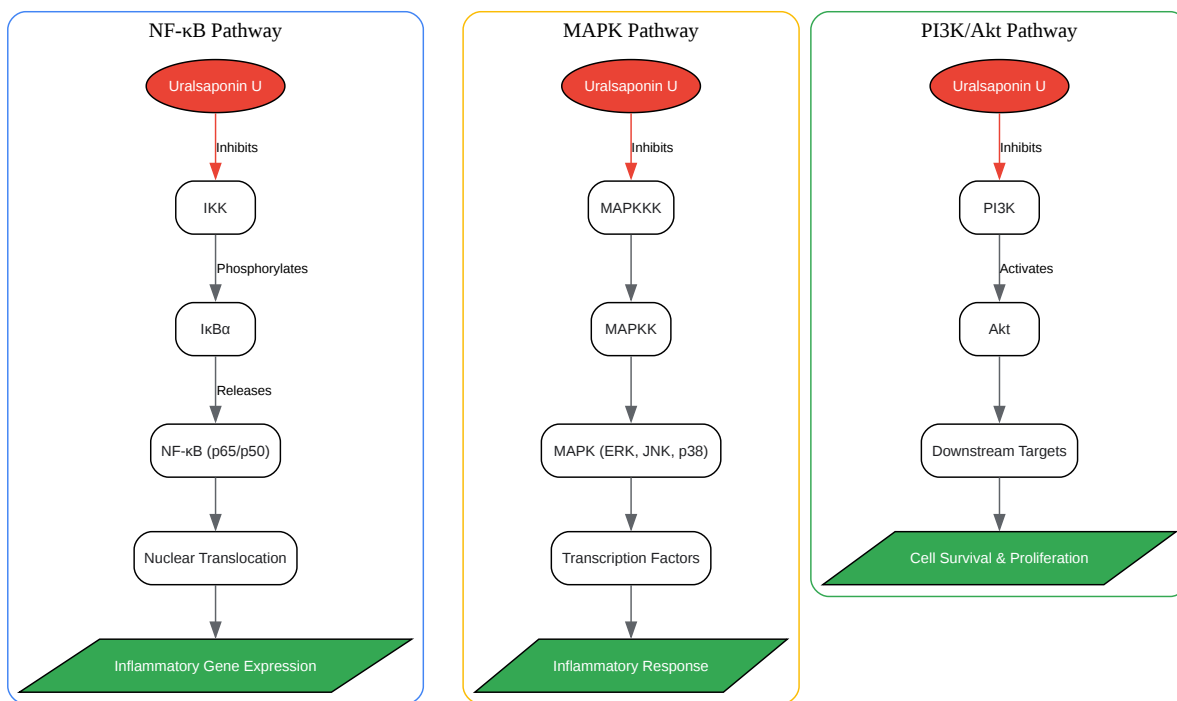 NF-κB Pathway
Uralsaponin U
Inhibits
IKK
Phosphorylates
IκBα
Releases
NF-κB (p65/p50)
Nuclear Translocation
Inflammatory Gene Expression
MAPK Pathway
Uralsaponin U
Inhibits
MAPKKK
MAPKK
MAPK (ERK, JNK, p38)
Transcription Factors
Inflammatory Response
PI3K/Akt Pathway
Uralsaponin U
Inhibits
PI3K
Activates
Akt
Downstream Targets
Cell Survival & Proliferation